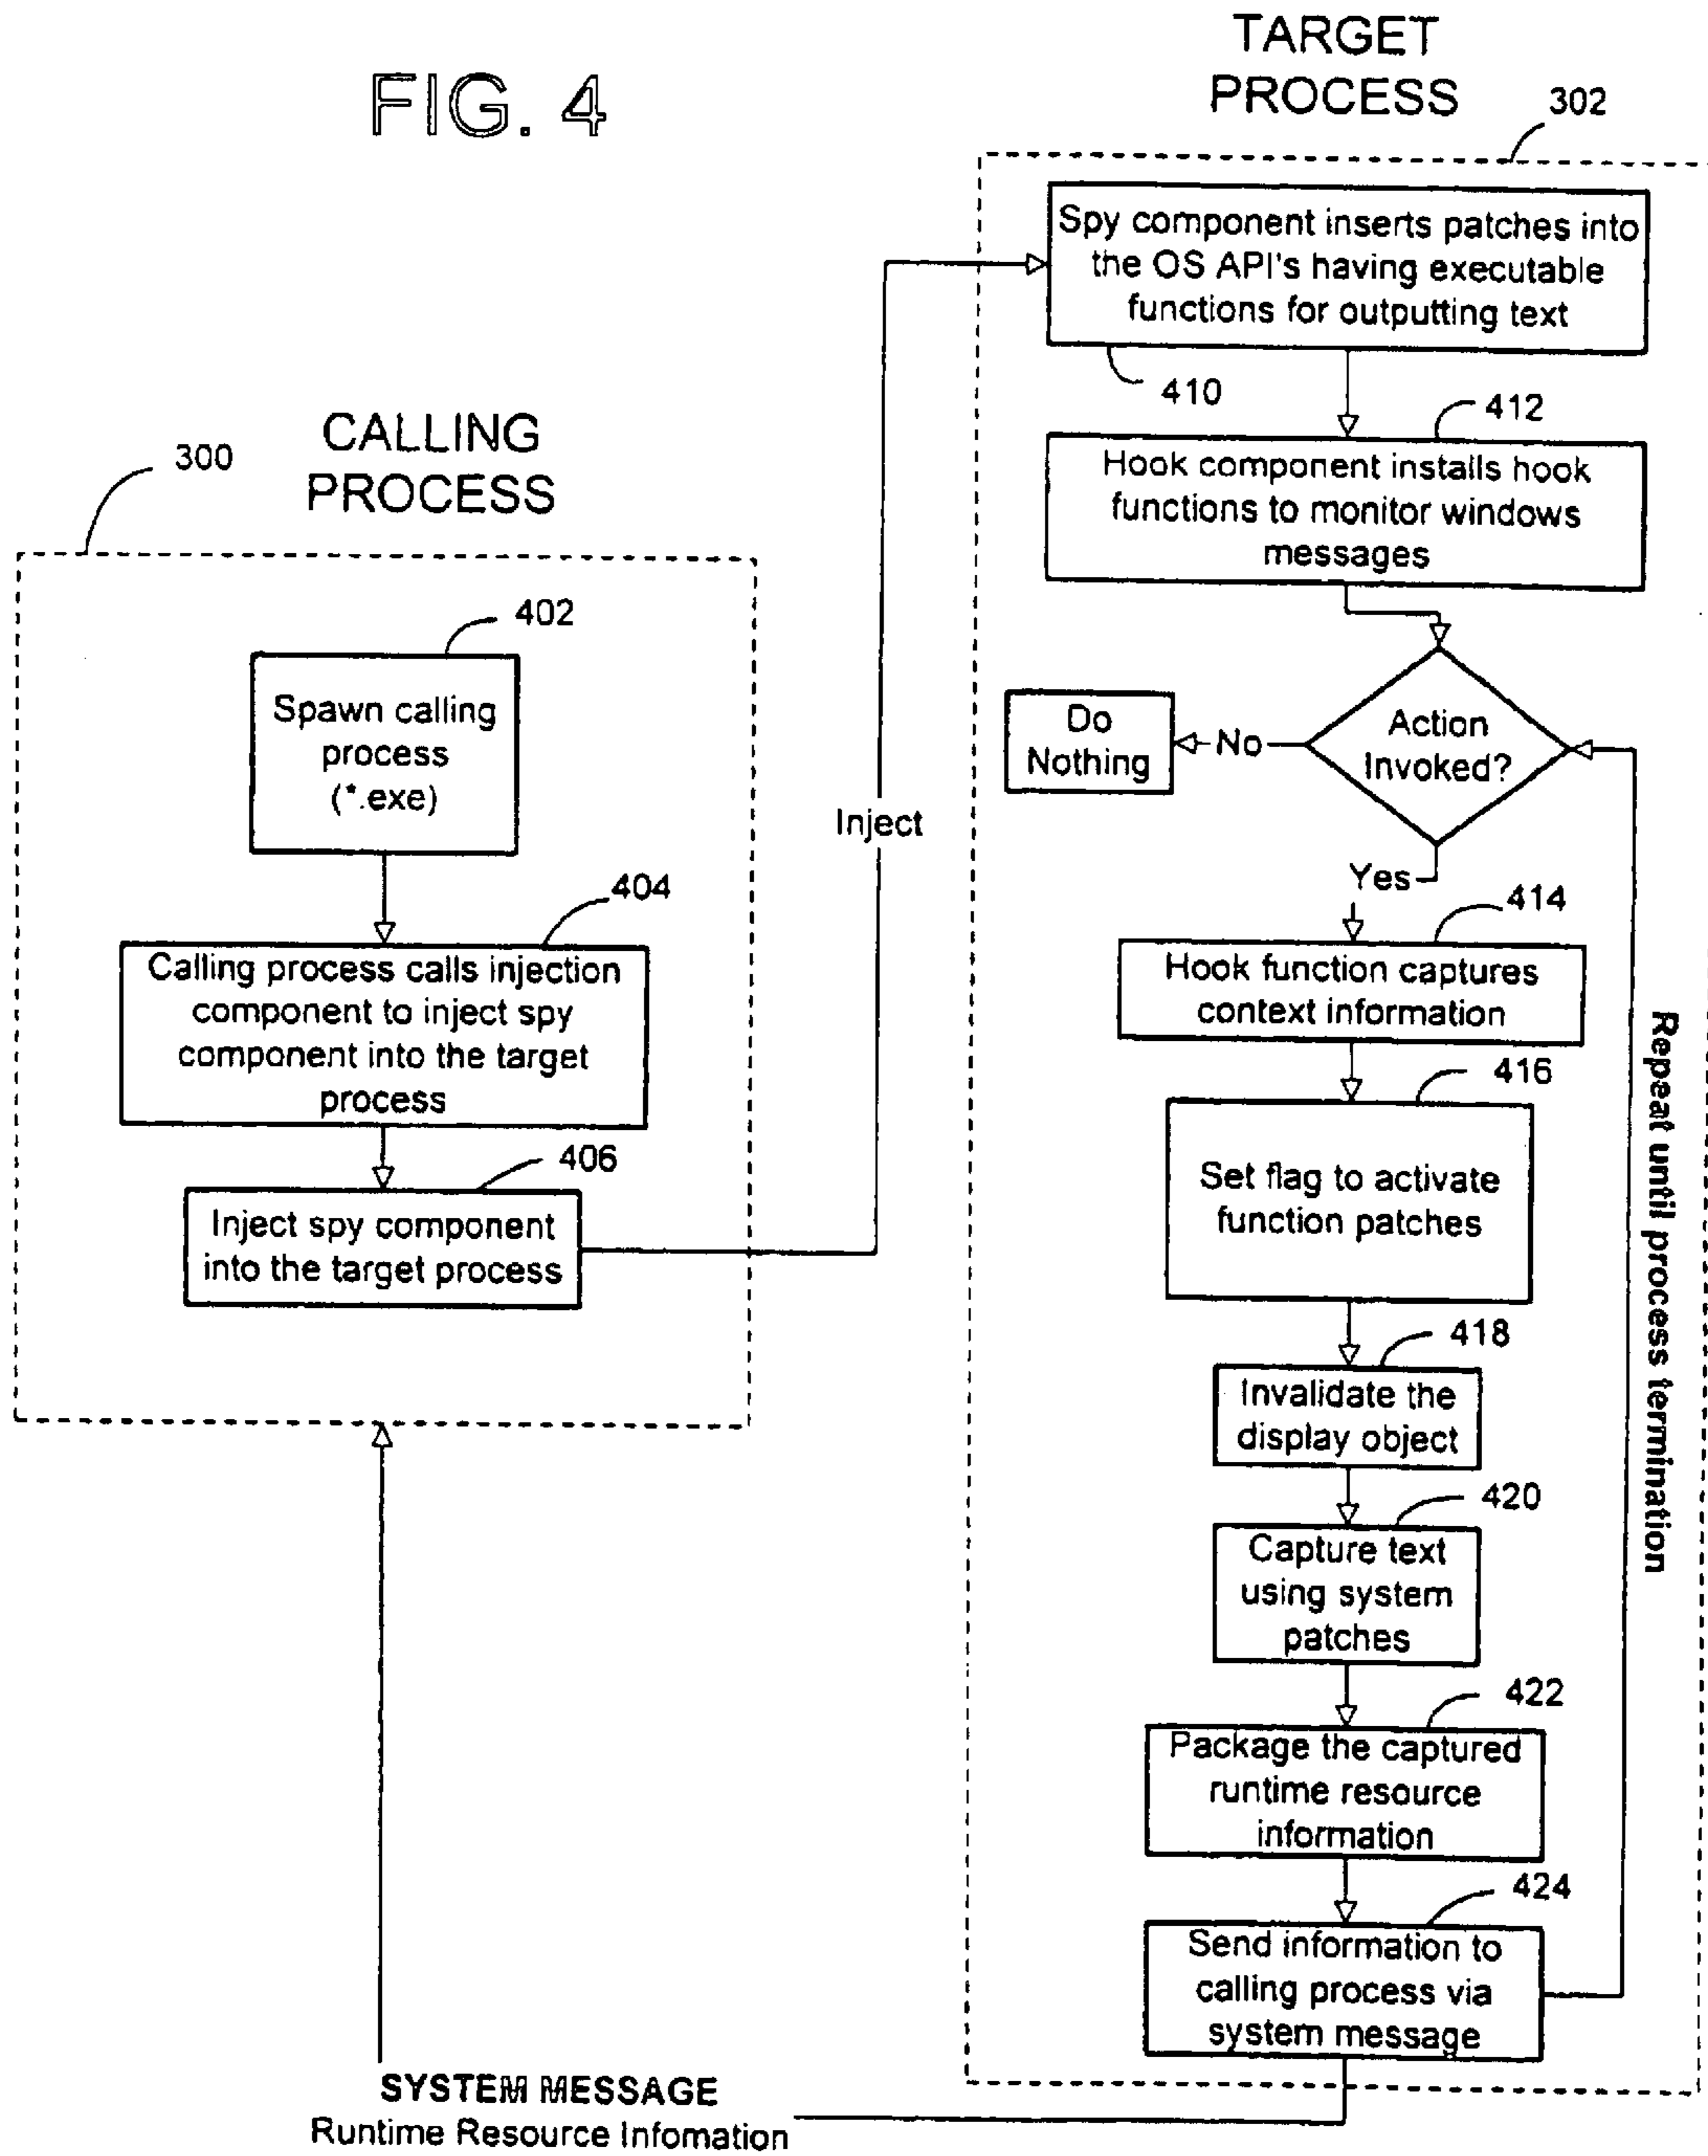 FIG. 4
TARGET
PROCESS
302
Spy component inserts patches into
the OS API's having executable
functions for outputting text
410
412
Hook component installs hook
functions to monitor windows
messages
CALLING
PROCESS
300
402
Spawn calling
process
(*.exe)
404
Calling process calls injection
component to inject spy
component into the target
process
406
Inject spy component
into the target process
Inject
Action
Invoked?
No
Do
Nothing
Yes
414
Hook function captures
context information
416
Set flag to activate
function patches
418
Invalidate the
display object
420
Capture text
using system
patches
422
Package the captured
runtime resource
information
424
Send information to
calling process via
system message
Repeat until process termination
SYSTEM MESSAGE
Runtime Resource Infomation